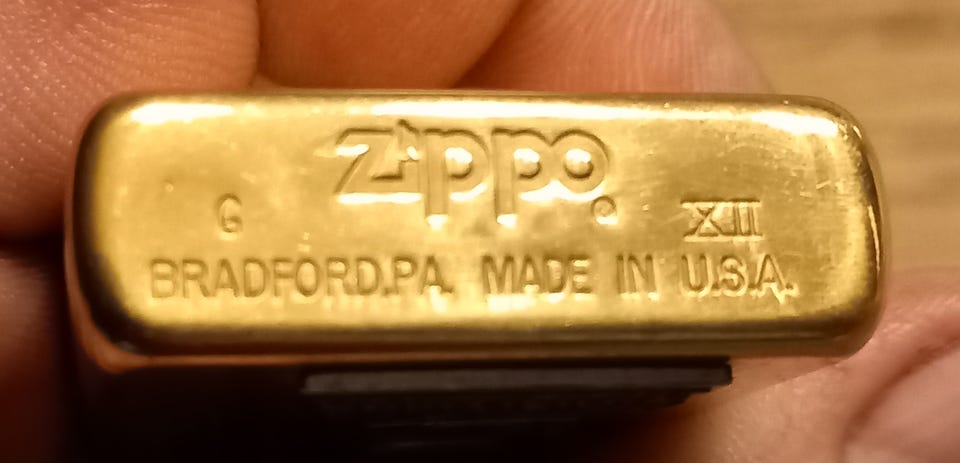 Zippo®
G XII
BRADFORD.PA. MADE IN U.S.A.